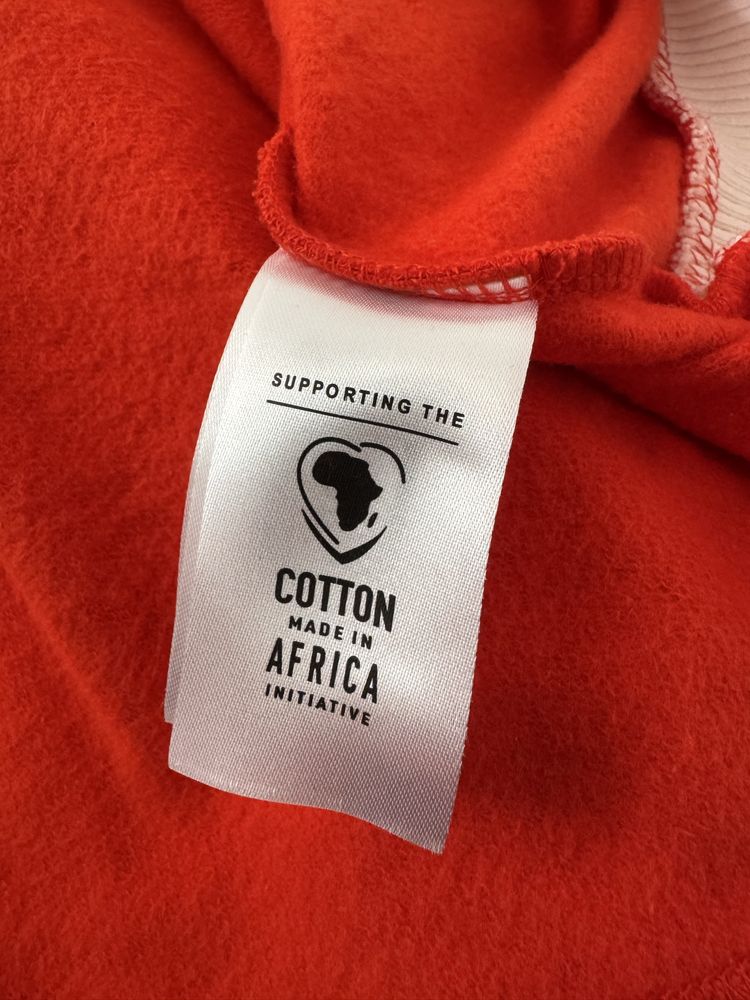 SUPPORTING THE
COTTON
MADE IN
AFRICA
INITIATIVE